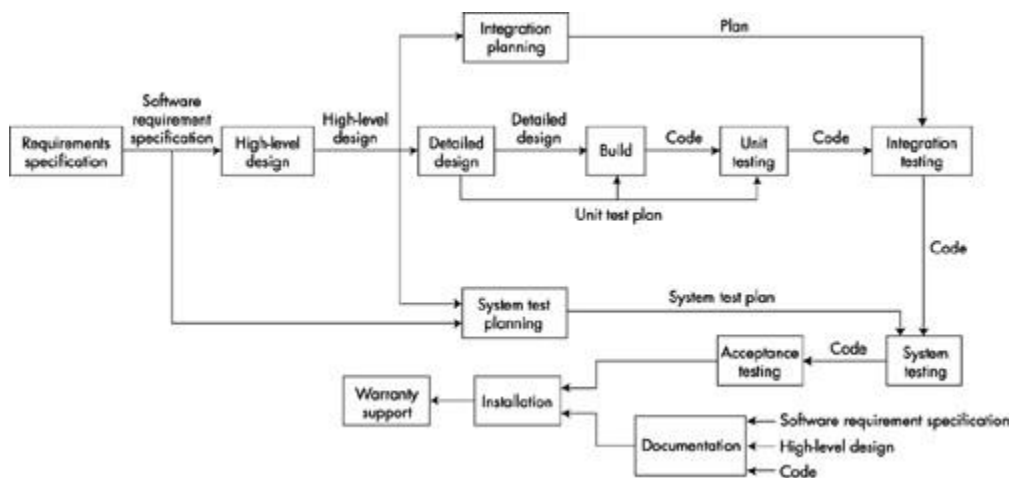 Integration
planning
Plan
Software
requirement
specification
High-level
design
Detailed
design
Requirements
specification
High-level
design
Detailed
design
Build
Code
Unit
testing
Code
Integration
testing
Unit test plan
Code
System test
planning
System test plan
Acceptance
testing
Code
System
testing
Warranty
support
Installation
Documentation
Software requirement specification
High-level design
Code